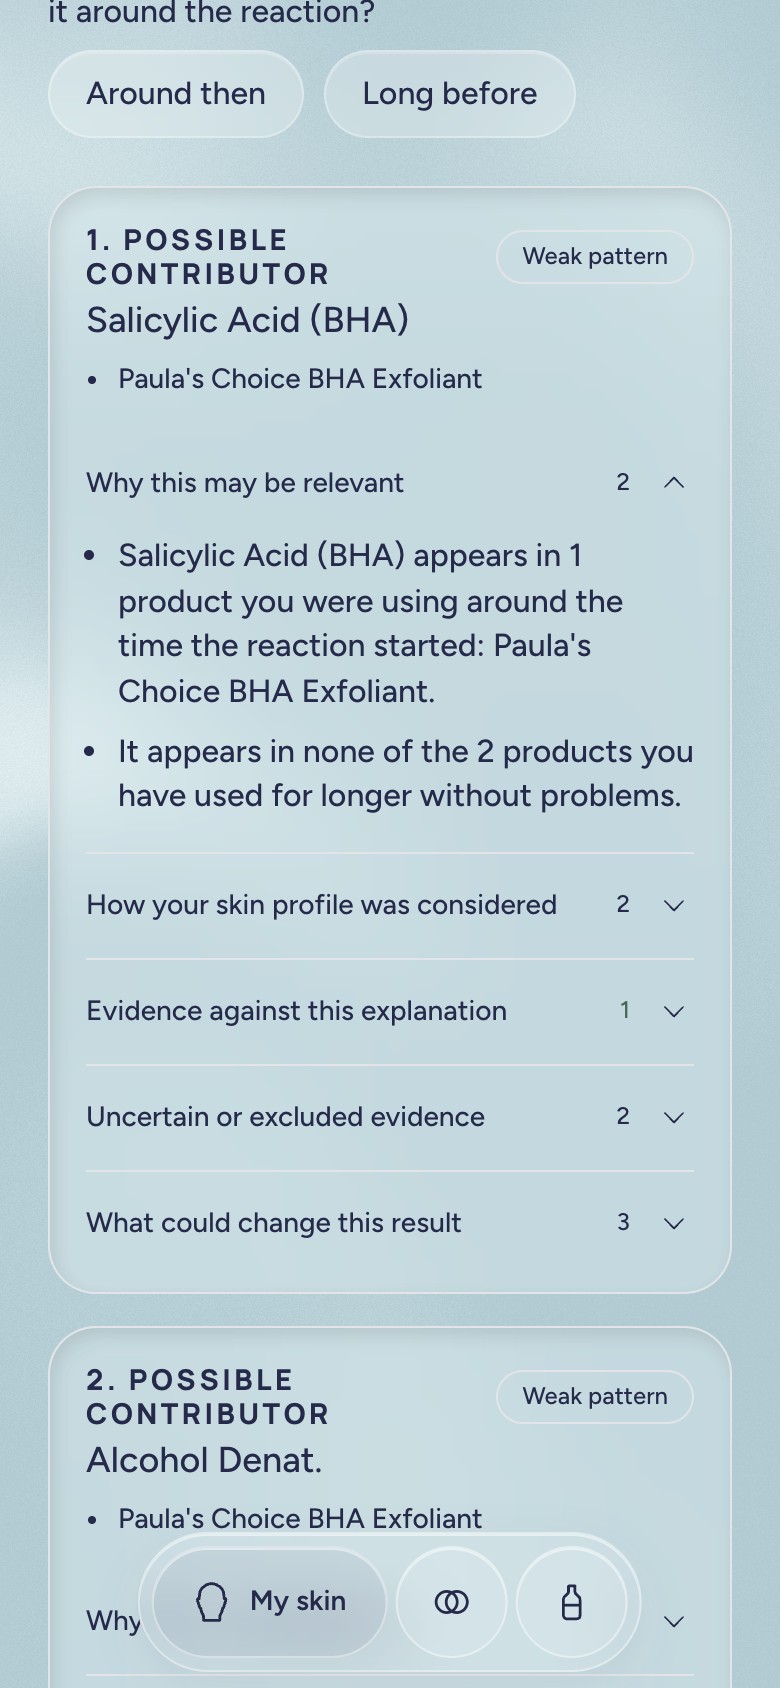 it around the reaction?
Around then
Long before
1. POSSIBLE
CONTRIBUTOR
Weak pattern
Salicylic Acid (BHA)
• Paula's Choice BHA Exfoliant
Why this may be relevant 2
• Salicylic Acid (BHA) appears in 1
product you were using around the
time the reaction started: Paula's
Choice BHA Exfoliant.
• It appears in none of the 2 products you
have used for longer without problems.
How your skin profile was considered 2
Evidence against this explanation 1
Uncertain or excluded evidence 2
What could change this result 3
2. POSSIBLE
CONTRIBUTOR
Weak pattern
Alcohol Denat.
• Paula's Choice BHA Exfoliant
Why
My skin